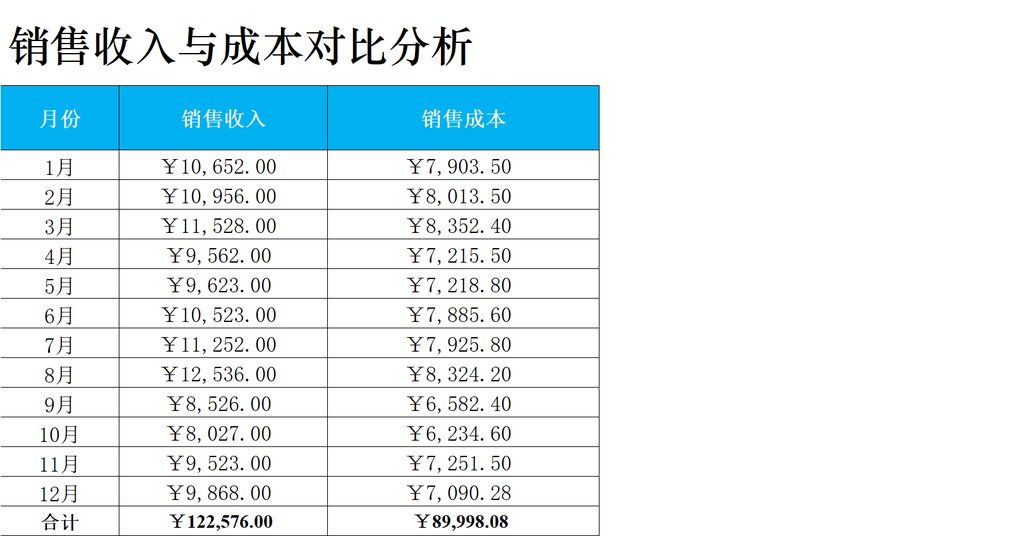 销售收入与成本对比分析
月份 销售收入 销售成本
1月 ￥10,652.00 ￥7,903.50
2月 ￥10,956.00 ￥8,013.50
3月 ￥11,528.00 ￥8,352.40
4月 ￥9,562.00 ￥7,215.50
5月 ￥9,623.00 ￥7,218.80
6月 ￥10,523.00 ￥7,885.60
7月 ￥11,252.00 ￥7,925.80
8月 ￥12,536.00 ￥8,324.20
9月 ￥8,526.00 ￥6,582.40
10月 ￥8,027.00 ￥6,234.60
11月 ￥9,523.00 ￥7,251.50
12月 ￥9,868.00 ￥7,090.28
合计 ￥122,576.00 ￥89,998.08